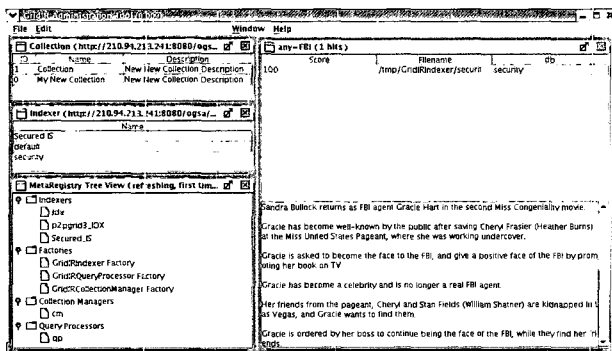 GridIR Administration
File Edit Window Help
Collection (http://210.94.213.241:8080/ogs...
ID Name Description
1 Collection New New Collection Description
0 My New Collection New New Collection Description
Indexer (http://210.94.213.241:8080/ogsa/...
Name
Secured_IS
default
security
MetaRegistry Tree View (refreshing, first tim...
Indexers
idx
p2pgrid3_IDX
Secured_IS
Factories
GridIRIndexer Factory
GridIRQueryProcessor Factory
GridIRCollectionManager Factory
Collection Managers
cm
Query Processors
qp
any=FBI (1 hits)
Score Filename db
100 /tmp/GridIRIndexer/securit security
Sandra Bullock returns as FBI agent Gracie Hart in the second Miss Congeniality movie.
Gracie has become well-known by the public after saving Cheryl Frasier (Heather Burns)
at the Miss United States Pageant, where she was working undercover.
Gracie is asked to become the face to the FBI, and give a positive face of the FBI by prom
oting her book on TV
Gracie has become a celebrity and is no longer a real FBI agent.
Her friends from the pageant, Cheryl and Stan Fields (William Shatner) are kidnapped in L
as Vegas, and Gracie wants to find them.
Gracie is ordered by her boss to continue being the face of the FBI, while they find her fri
ends.